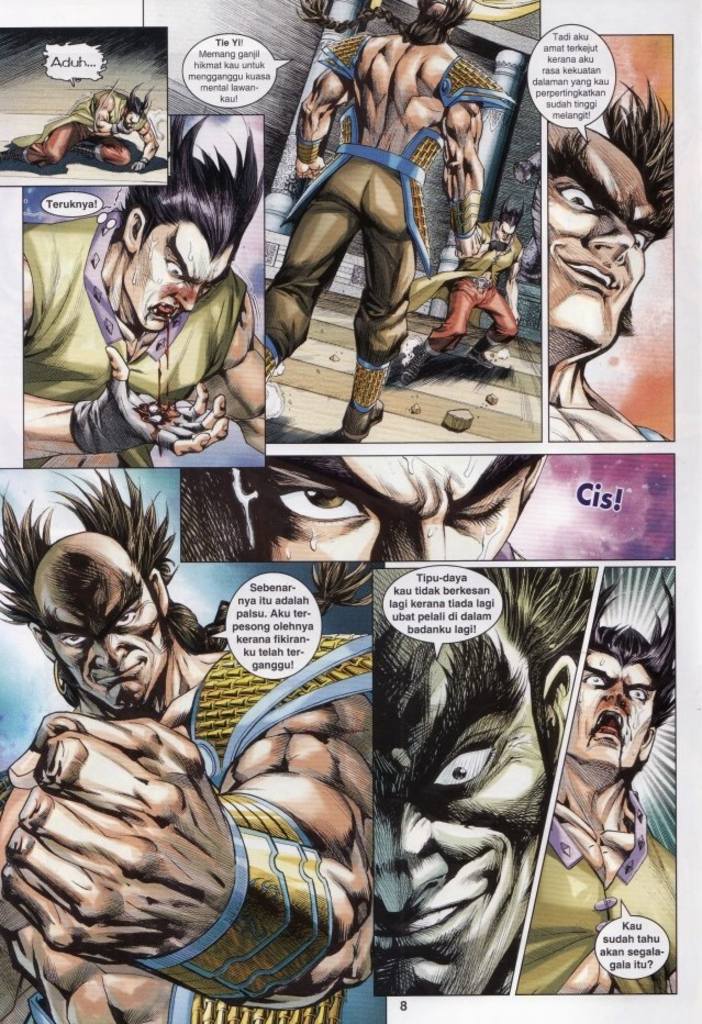 Aduh...
Tie Yi!
Memang ganjil
hikmat kau untuk
mengganggu kuasa
mental lawan-
kau!
Tadi aku
amat terkejut
kerana aku
rasa kekuatan
dalaman yang kau
perpertingkatkan
sudah tinggi
melangit!
Teruknya!
Cis!
Sebenar-
nya itu adalah
palsu. Aku ter-
pesong olehnya
kerana fikiran-
ku telah ter-
ganggu!
Tipu-daya
kau tidak berkesan
lagi kerana tiada lagi
ubat pelali di dalam
badanku lagi!
Kau
sudah tahu
akan segala-
gala itu?
8